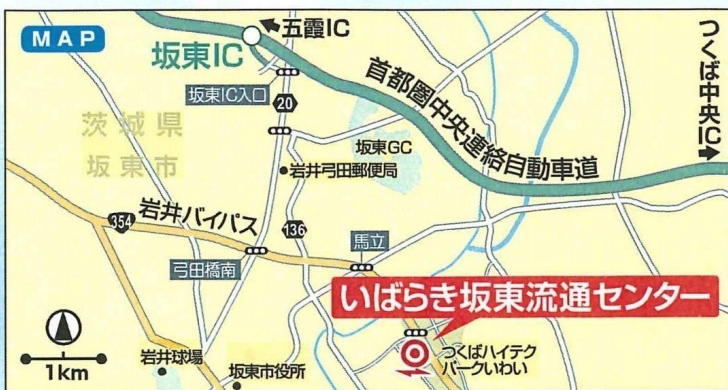 MAP
五霞IC
坂東IC
つくば中央IC
坂東IC入口
20
首都圏中央連絡自動車道
茨城県
坂東市
坂東GC
岩井弓田郵便局
354
岩井バイパス
136
馬立
弓田橋南
いばらき坂東流通センター
1km
岩井球場
坂東市役所
つくばハイテク
パークいわい